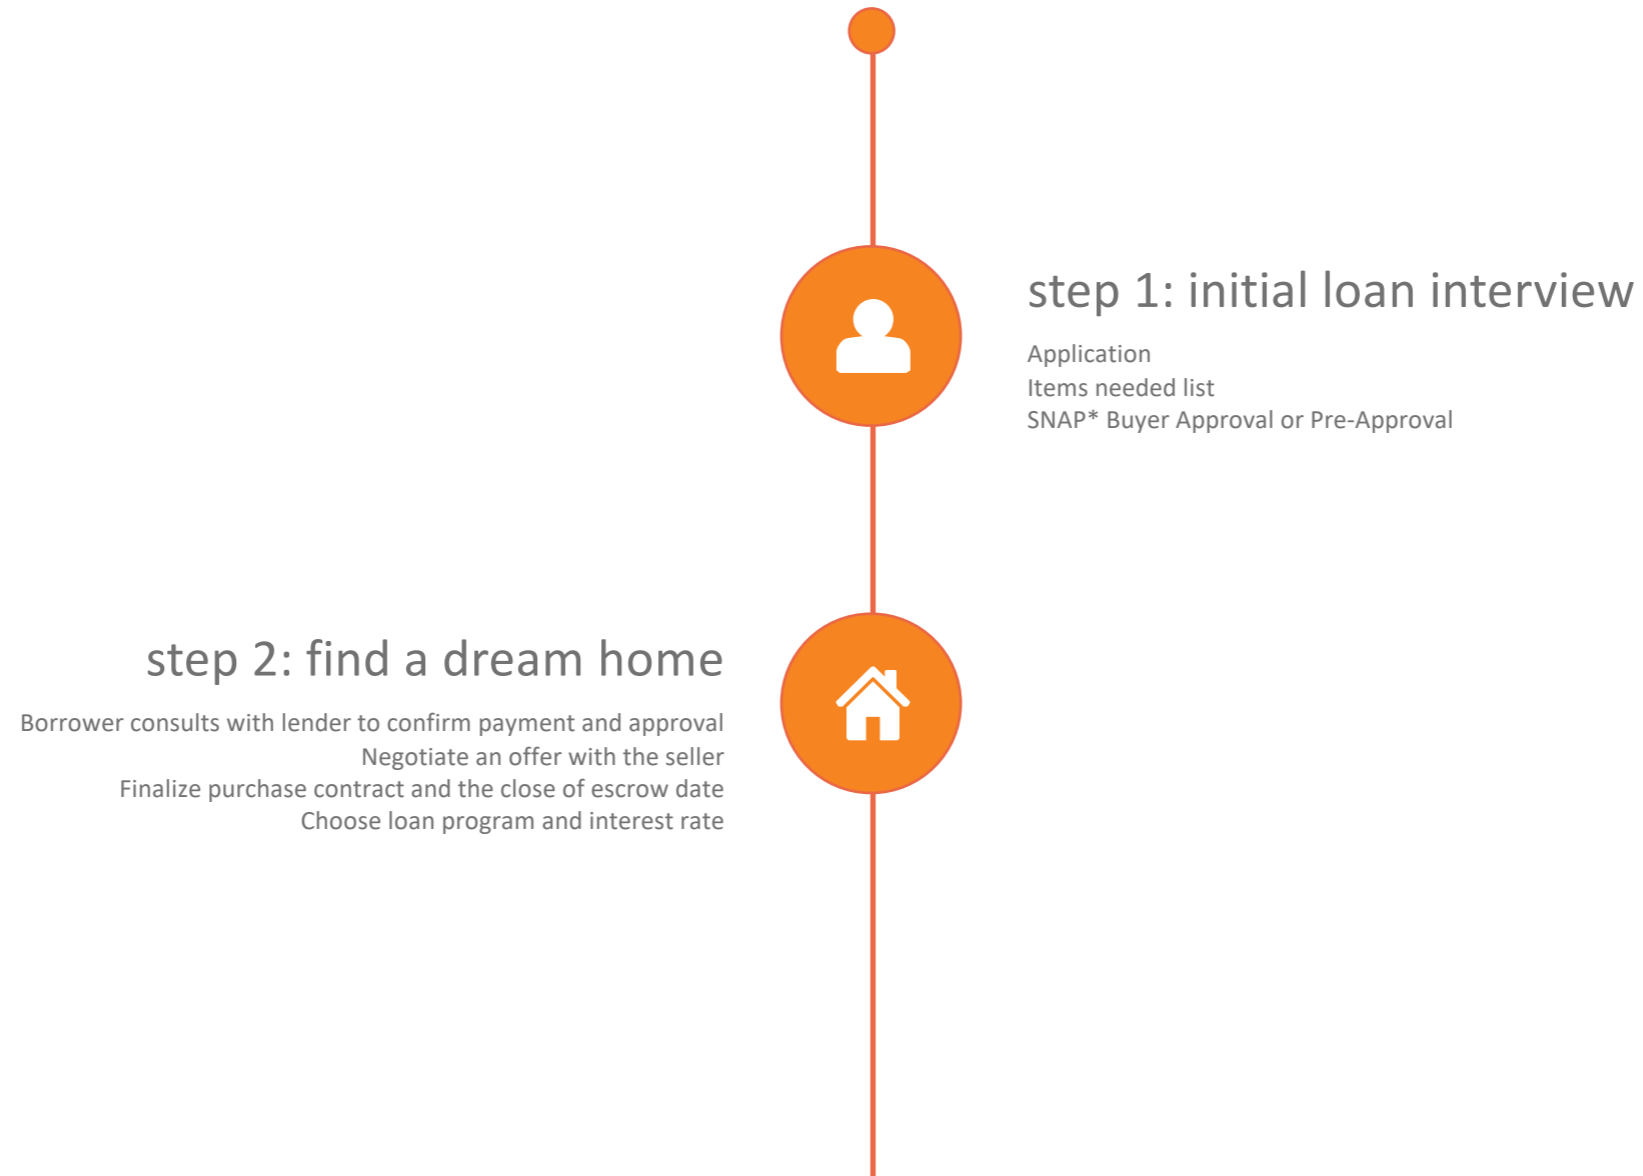 step 1: initial loan interview
Application
Items needed list
SNAP* Buyer Approval or Pre-Approval
step 2: find a dream home
Borrower consults with lender to confirm payment and approval
Negotiate an offer with the seller
Finalize purchase contract and the close of escrow date
Choose loan program and interest rate